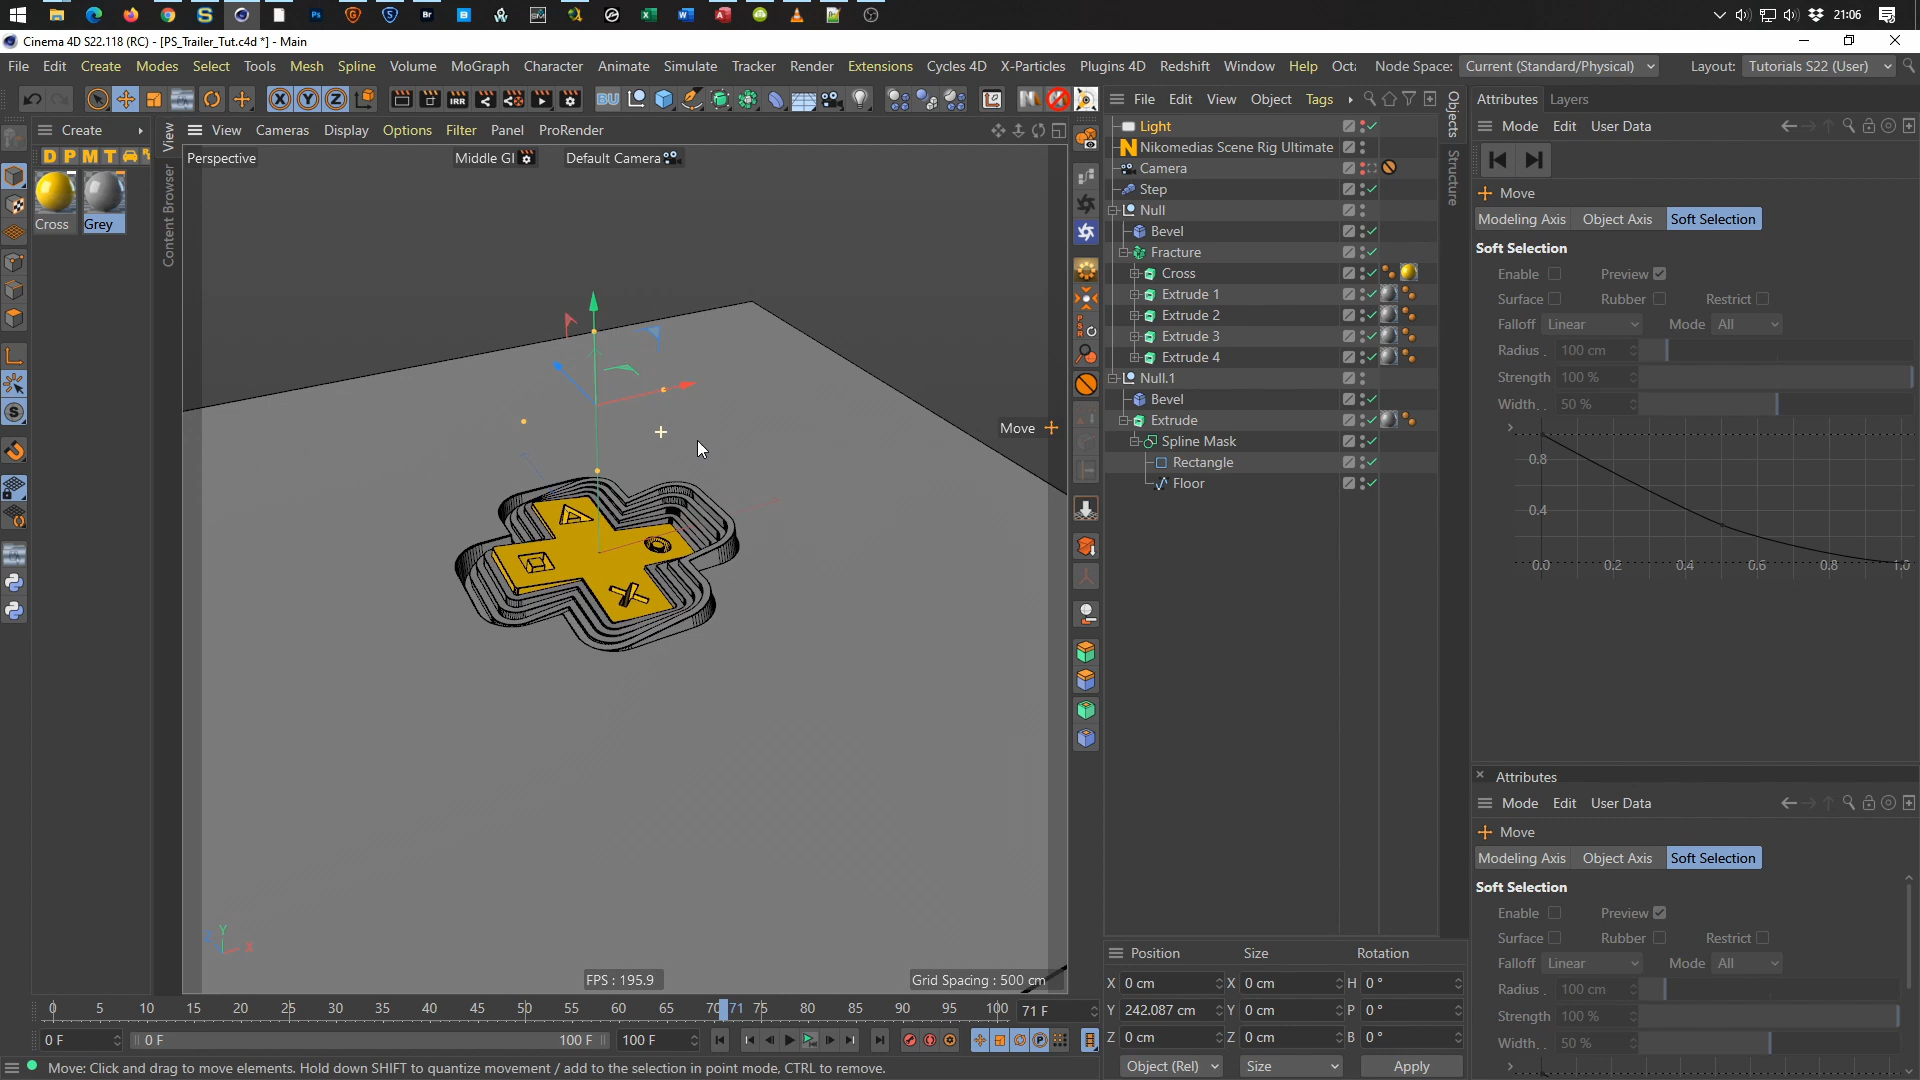 21:06
Cinema 4D S22.118 (RC) - [PS_Trailer_Tut.c4d *] - Main
File Edit Create Modes Select Tools Mesh Spline Volume MoGraph Character Animate Simulate Tracker Render Extensions Cycles 4D X-Particles Plugins 4D Redshift Window Help Octa Node Space: Current (Standard/Physical) Layout: Tutorials S22 (User)
File Edit View Object Tags
Attributes Layers
Create
View Cameras Display Options Filter Panel ProRender
Mode Edit User Data
D P M T
Perspective Middle GI Default Camera
Cross Grey
View
Content Browser
Move
FPS : 195.9
Grid Spacing : 500 cm
Y
X
Light
Nikomedias Scene Rig Ultimate
Camera
Step
Null
Bevel
Fracture
Cross
Extrude 1
Extrude 2
Extrude 3
Extrude 4
Null.1
Bevel
Extrude
Spline Mask
Rectangle
Floor
Objects
Structure
Move
Modeling Axis Object Axis Soft Selection
Soft Selection
Enable Preview
Surface Rubber Restrict
Falloff Linear Mode All
Radius . 100 cm
Strength 100 %
Width. . 50 %
0.8
0.4
0.0 0.2 0.4 0.6 0.8 1.0
Attributes
Mode Edit User Data
Move
Modeling Axis Object Axis Soft Selection
Soft Selection
Enable Preview
Surface Rubber Restrict
Falloff Linear Mode All
Radius . 100 cm
Strength 100 %
Width. . 50 %
Position Size Rotation
X 0 cm X 0 cm H 0 °
Y 242.087 cm Y 0 cm P 0 °
Z 0 cm Z 0 cm B 0 °
Object (Rel) Size Apply
0 5 10 15 20 25 30 35 40 45 50 55 60 65 70 71 75 80 85 90 95 100 71 F
0 F 0 F 100 F 100 F
Move: Click and drag to move elements. Hold down SHIFT to quantize movement / add to the selection in point mode, CTRL to remove.